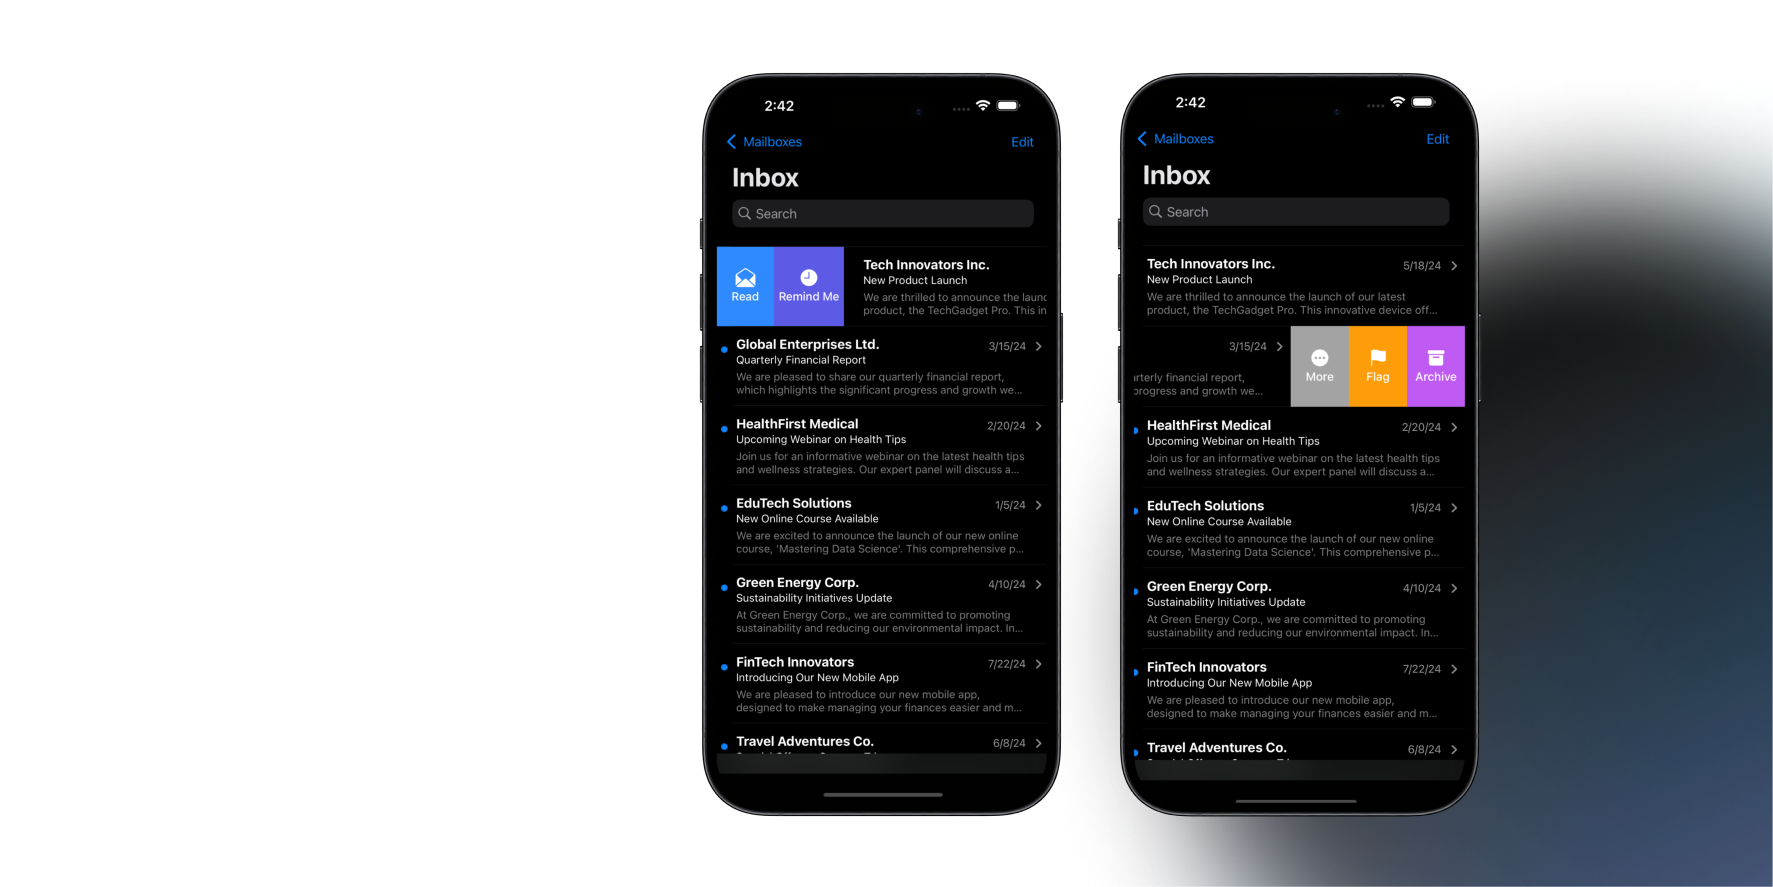 2:42
Mailboxes
Edit
Inbox
Search
Read
Remind Me
Tech Innovators Inc.
New Product Launch
We are thrilled to announce the laun
product, the TechGadget Pro. This in
Global Enterprises Ltd.
3/15/24
Quarterly Financial Report
We are pleased to share our quarterly financial report,
which highlights the significant progress and growth we...
HealthFirst Medical
2/20/24
Upcoming Webinar on Health Tips
Join us for an informative webinar on the latest health tips
and wellness strategies. Our expert panel will discuss a...
EduTech Solutions
1/5/24
New Online Course Available
We are excited to announce the launch of our new online
course, 'Mastering Data Science'. This comprehensive p...
Green Energy Corp.
4/10/24
Sustainability Initiatives Update
At Green Energy Corp., we are committed to promoting
sustainability and reducing our environmental impact. In...
FinTech Innovators
7/22/24
Introducing Our New Mobile App
We are pleased to introduce our new mobile app,
designed to make managing your finances easier and m...
Travel Adventures Co.
6/8/24
2:42
Mailboxes
Edit
Inbox
Search
Tech Innovators Inc.
5/18/24
New Product Launch
We are thrilled to announce the launch of our latest
product, the TechGadget Pro. This innovative device off...
3/15/24
rterly financial report,
progress and growth we...
More
Flag
Archive
HealthFirst Medical
2/20/24
Upcoming Webinar on Health Tips
Join us for an informative webinar on the latest health tips
and wellness strategies. Our expert panel will discuss a...
EduTech Solutions
1/5/24
New Online Course Available
We are excited to announce the launch of our new online
course, 'Mastering Data Science'. This comprehensive p...
Green Energy Corp.
4/10/24
Sustainability Initiatives Update
At Green Energy Corp., we are committed to promoting
sustainability and reducing our environmental impact. In...
FinTech Innovators
7/22/24
Introducing Our New Mobile App
We are pleased to introduce our new mobile app,
designed to make managing your finances easier and m...
Travel Adventures Co.
6/8/24